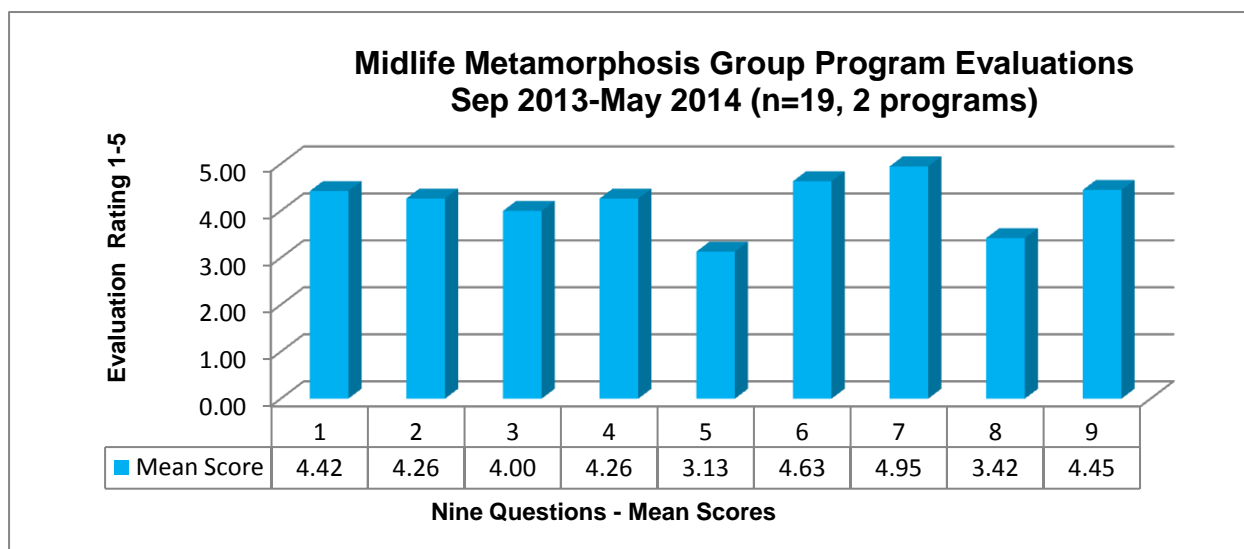 Midlife Metamorphosis Group Program Evaluations
Sep 2013-May 2014 (n=19, 2 programs)
Evaluation Rating 1-5
5.00
4.00
3.00
2.00
1.00
0.00
1 2 3 4 5 6 7 8 9
Mean Score 4.42 4.26 4.00 4.26 3.13 4.63 4.95 3.42 4.45
Nine Questions - Mean Scores